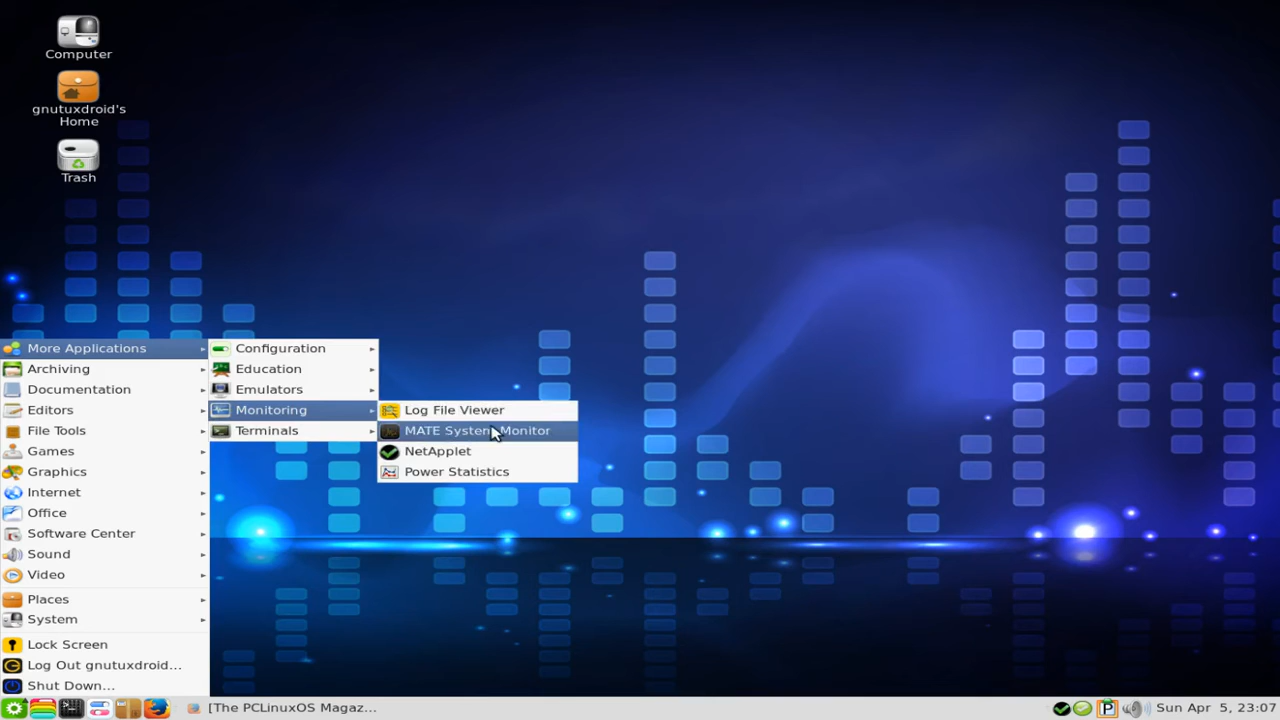 Computer
gnutuxdroid's
Home
Trash
More Applications
Archiving
Documentation
Editors
File Tools
Games
Graphics
Internet
Office
Software Center
Sound
Video
Places
System
Lock Screen
Log Out gnutuxdroid...
Shut Down...
Configuration
Education
Emulators
Monitoring
Terminals
Log File Viewer
MATE System Monitor
NetApplet
Power Statistics
[The PCLinuxOS Magaz...
P
Sun Apr 5, 23:07